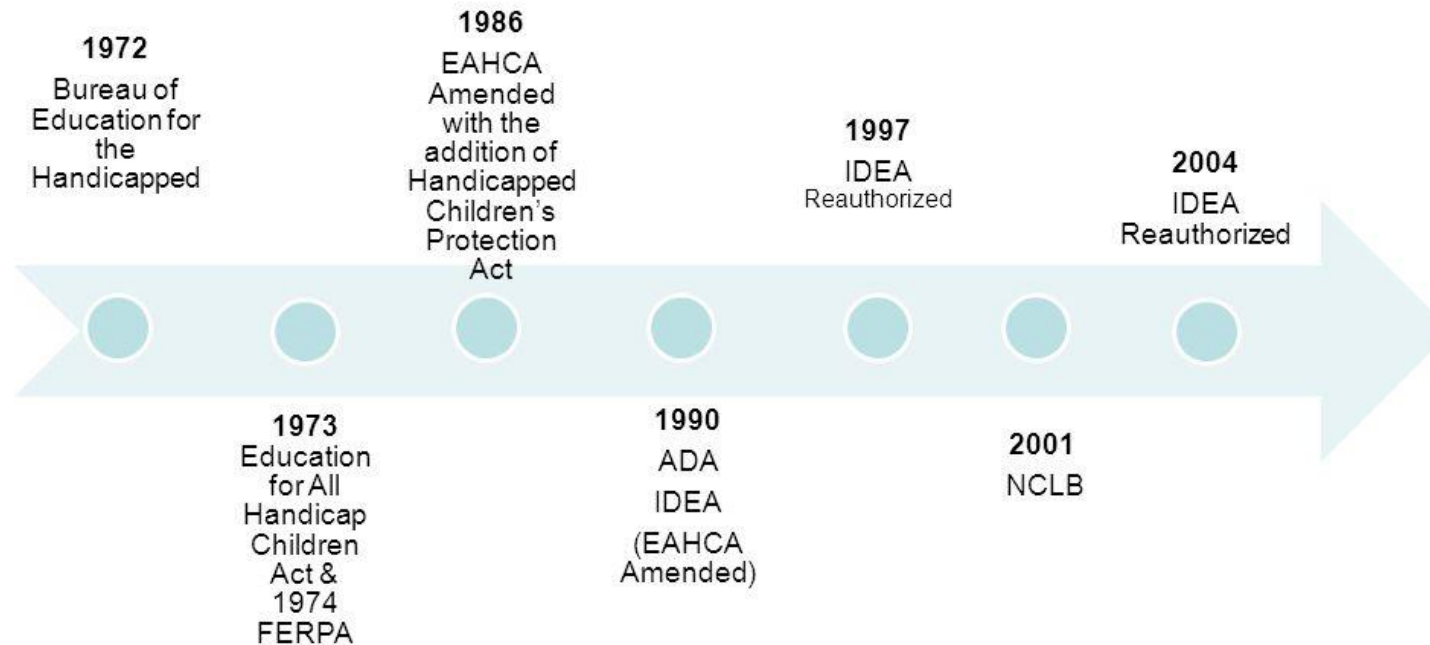 1972
Bureau of
Education for
the
Handicapped
1973
Education
for All
Handicap
Children
Act &
1974
FERPA
1986
EAHCA
Amended
with the
addition of
Handicapped
Children's
Protection
Act
1990
ADA
IDEA
(EAHCA
Amended)
1997
IDEA
Reauthorized
2001
NCLB
2004
IDEA
Reauthorized